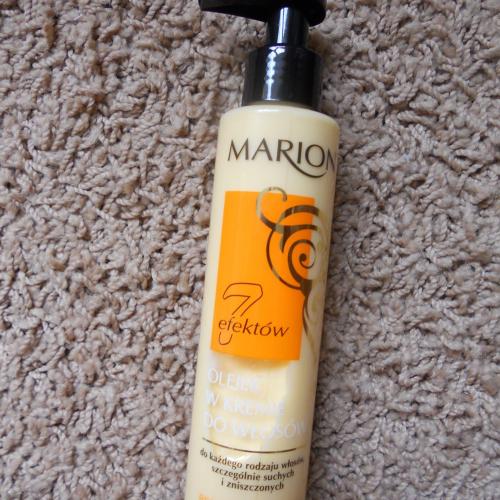 MARION
7
efektów
OLEJEK
W KREMIE
DO WŁOSÓW
do każdego rodzaju włosów,
szczególnie suchych
i zniszczonych